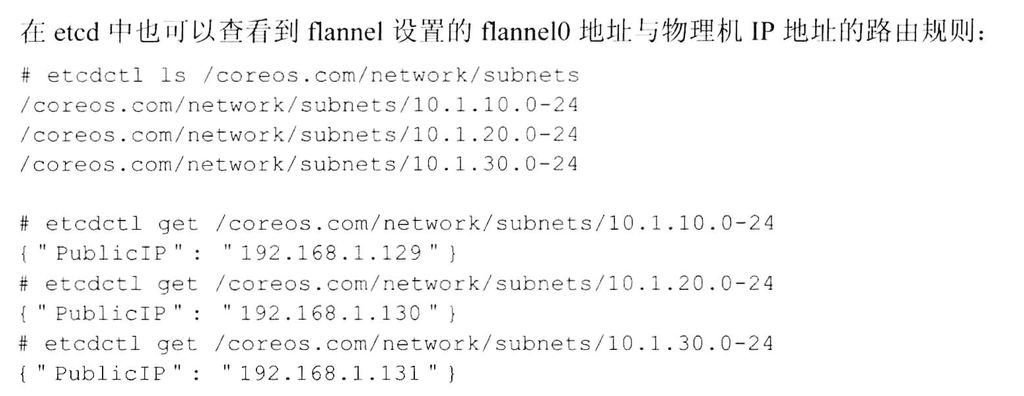 在 etcd 中也可以查看到 flannel 设置的 flannel0 地址与物理机 IP 地址的路由规则：
# etcdctl ls /coreos.com/network/subnets
/coreos.com/network/subnets/10.1.10.0-24
/coreos.com/network/subnets/10.1.20.0-24
/coreos.com/network/subnets/10.1.30.0-24
# etcdctl get /coreos.com/network/subnets/10.1.10.0-24
{"PublicIP": "192.168.1.129"}
# etcdctl get /coreos.com/network/subnets/10.1.20.0-24
{"PublicIP": "192.168.1.130"}
# etcdctl get /coreos.com/network/subnets/10.1.30.0-24
{"PublicIP": "192.168.1.131"}